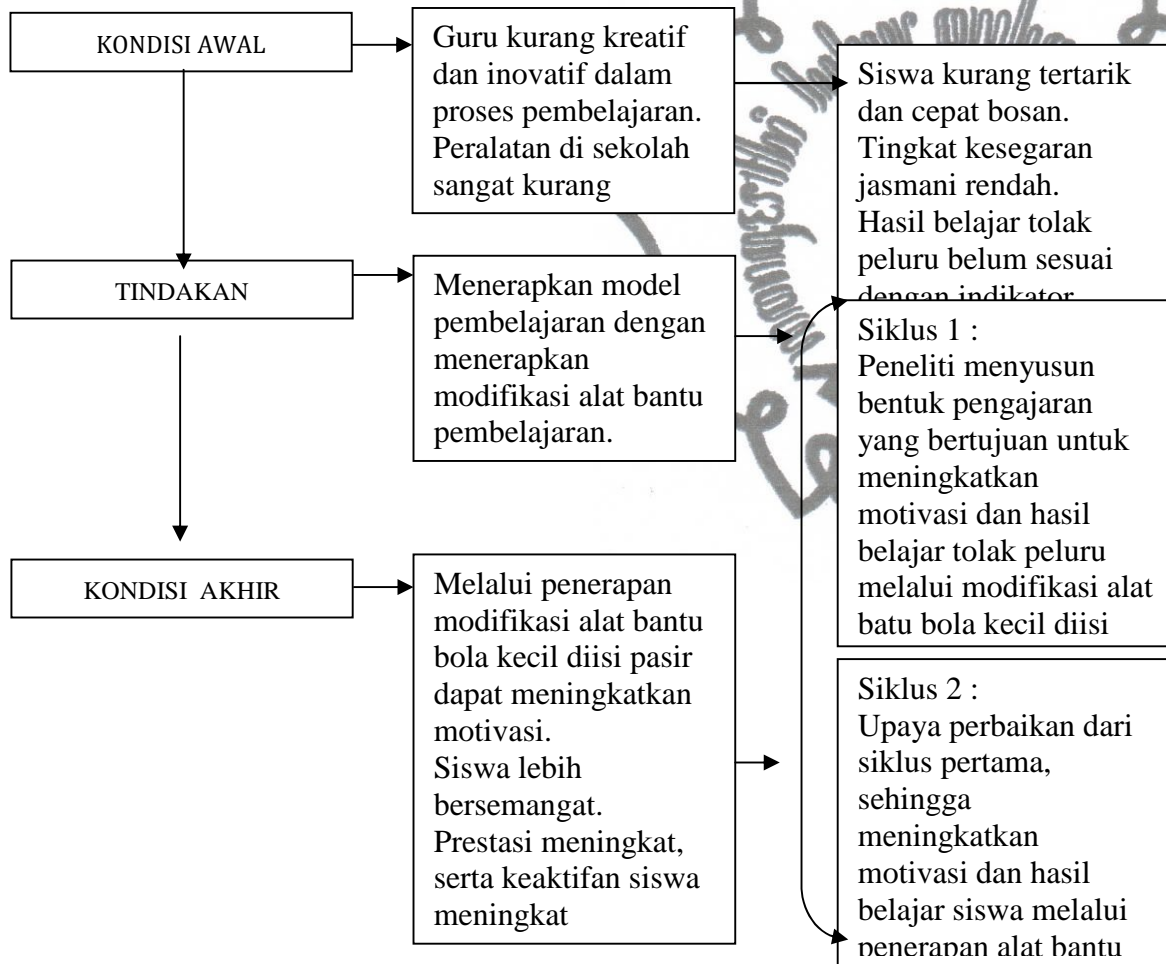 KONDISI AWAL
Guru kurang kreatif
dan inovatif dalam
proses pembelajaran.
Peralatan di sekolah
sangat kurang
Siswa kurang tertarik
dan cepat bosan.
Tingkat kesegaran
jasmani rendah.
Hasil belajar tolak
peluru belum sesuai
dengan indikator
TINDAKAN
Menerapkan model
pembelajaran dengan
menerapkan
modifikasi alat bantu
pembelajaran.
Siklus 1 :
Peneliti menyusun
bentuk pengajaran
yang bertujuan untuk
meningkatkan
motivasi dan hasil
belajar tolak peluru
melalui modifikasi alat
batu bola kecil diisi
KONDISI AKHIR
Melalui penerapan
modifikasi alat bantu
bola kecil diisi pasir
dapat meningkatkan
motivasi.
Siswa lebih
bersemangat.
Prestasi meningkat,
serta keaktifan siswa
meningkat
Siklus 2 :
Upaya perbaikan dari
siklus pertama,
sehingga
meningkatkan
motivasi dan hasil
belajar siswa melalui
penerapan alat bantu